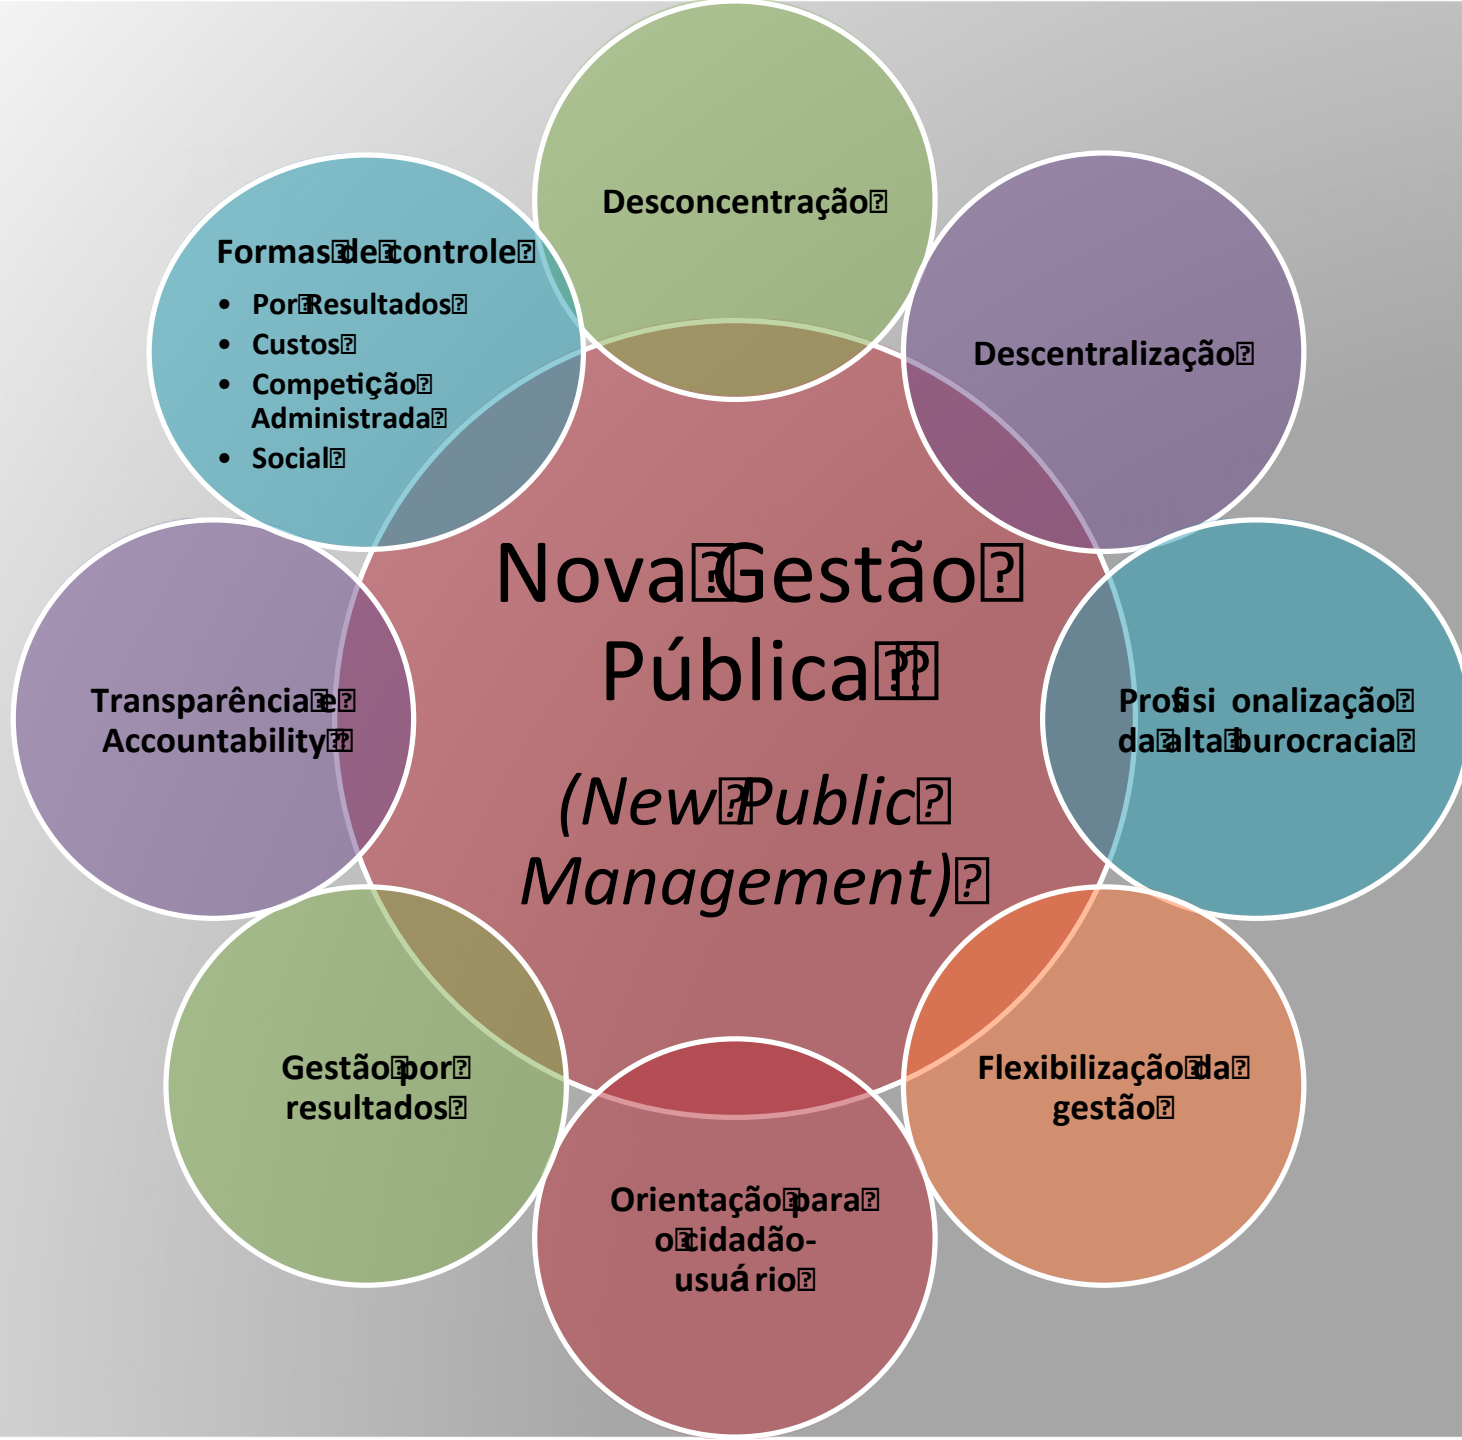 Desconcentração
Descentralização
Profissionalização
da alta burocracia
Flexibilização da
gestão
Orientação para
o cidadão-
usuário
Gestão por
resultados
Transparência e
Accountability
Formas de controle
• Por Resultados
• Custos
• Competição
Administrada
• Social
Nova Gestão
Pública
(New Public
Management)